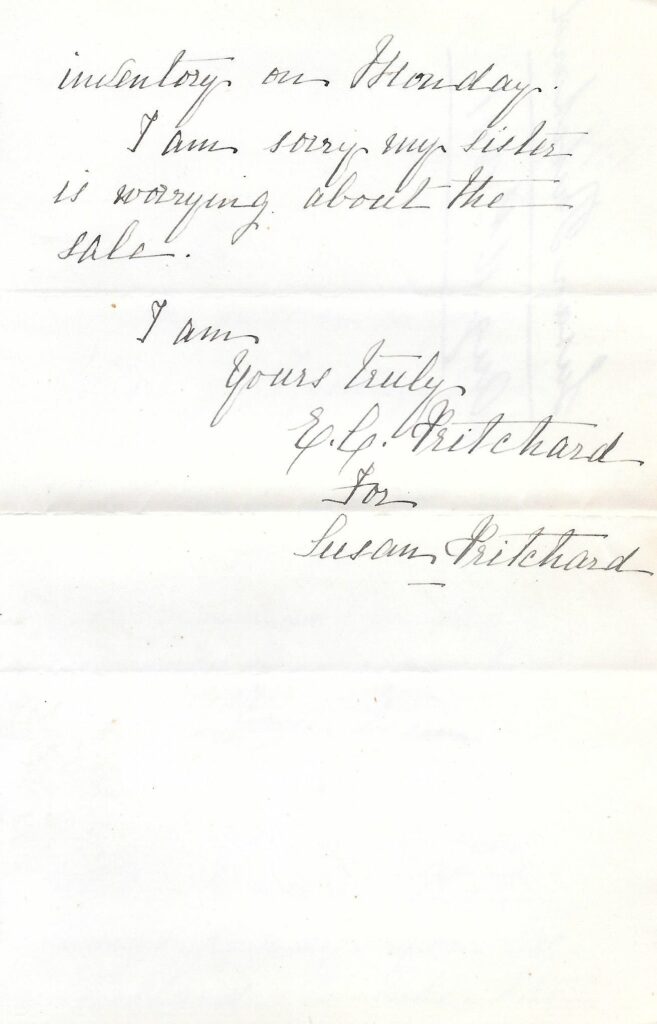 inventory on Monday.
I am sorry my sister
is worrying about the
sale.
I am
Yours truly
E. C. Pritchard
For
Susan Pritchard